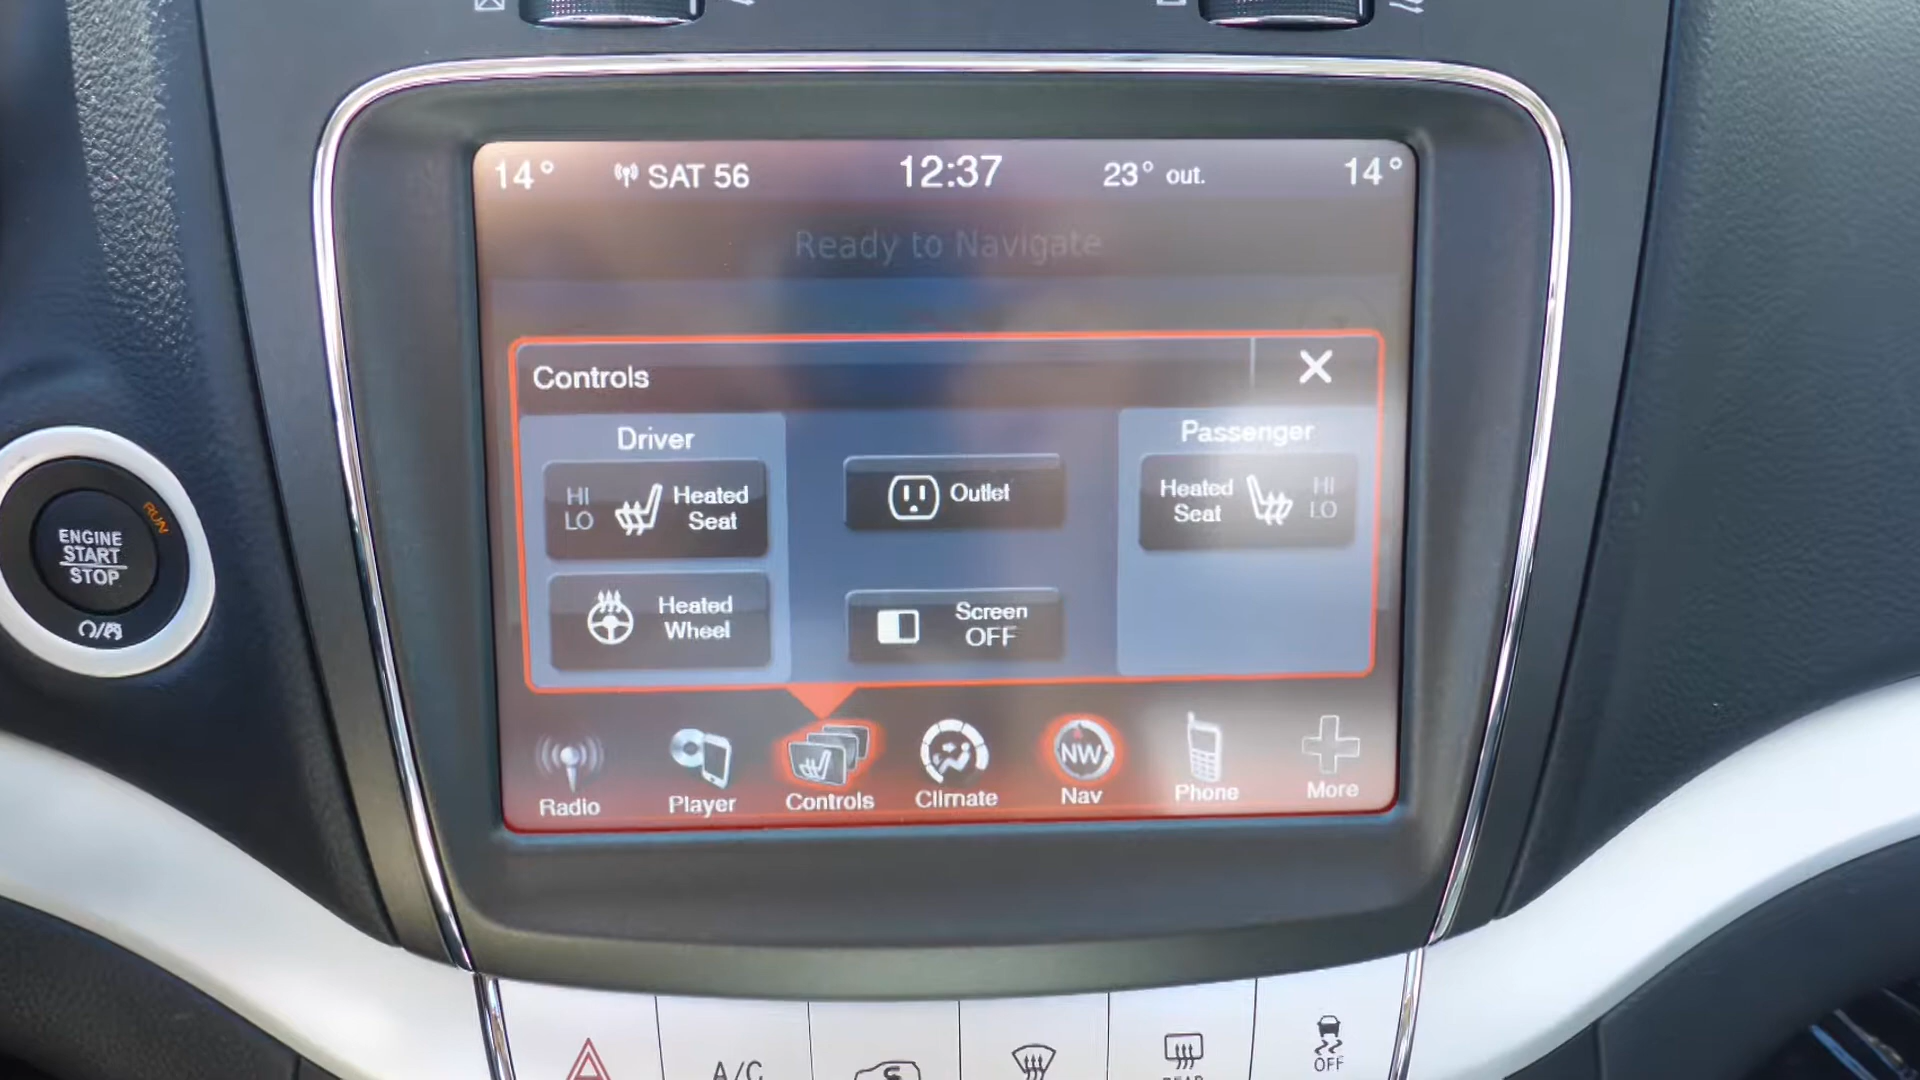 14° SAT 56 12:37 23° out. 14°
Ready to Navigate
Controls
Driver
Passenger
HI
LO
Heated
Seat
Outlet
Heated
Seat
HI
LO
Heated
Wheel
Screen
OFF
Radio
Player
Controls
Climate
NW
Nav
Phone
More
RUN
ENGINE
START
STOP
A/C
REAR
OFF